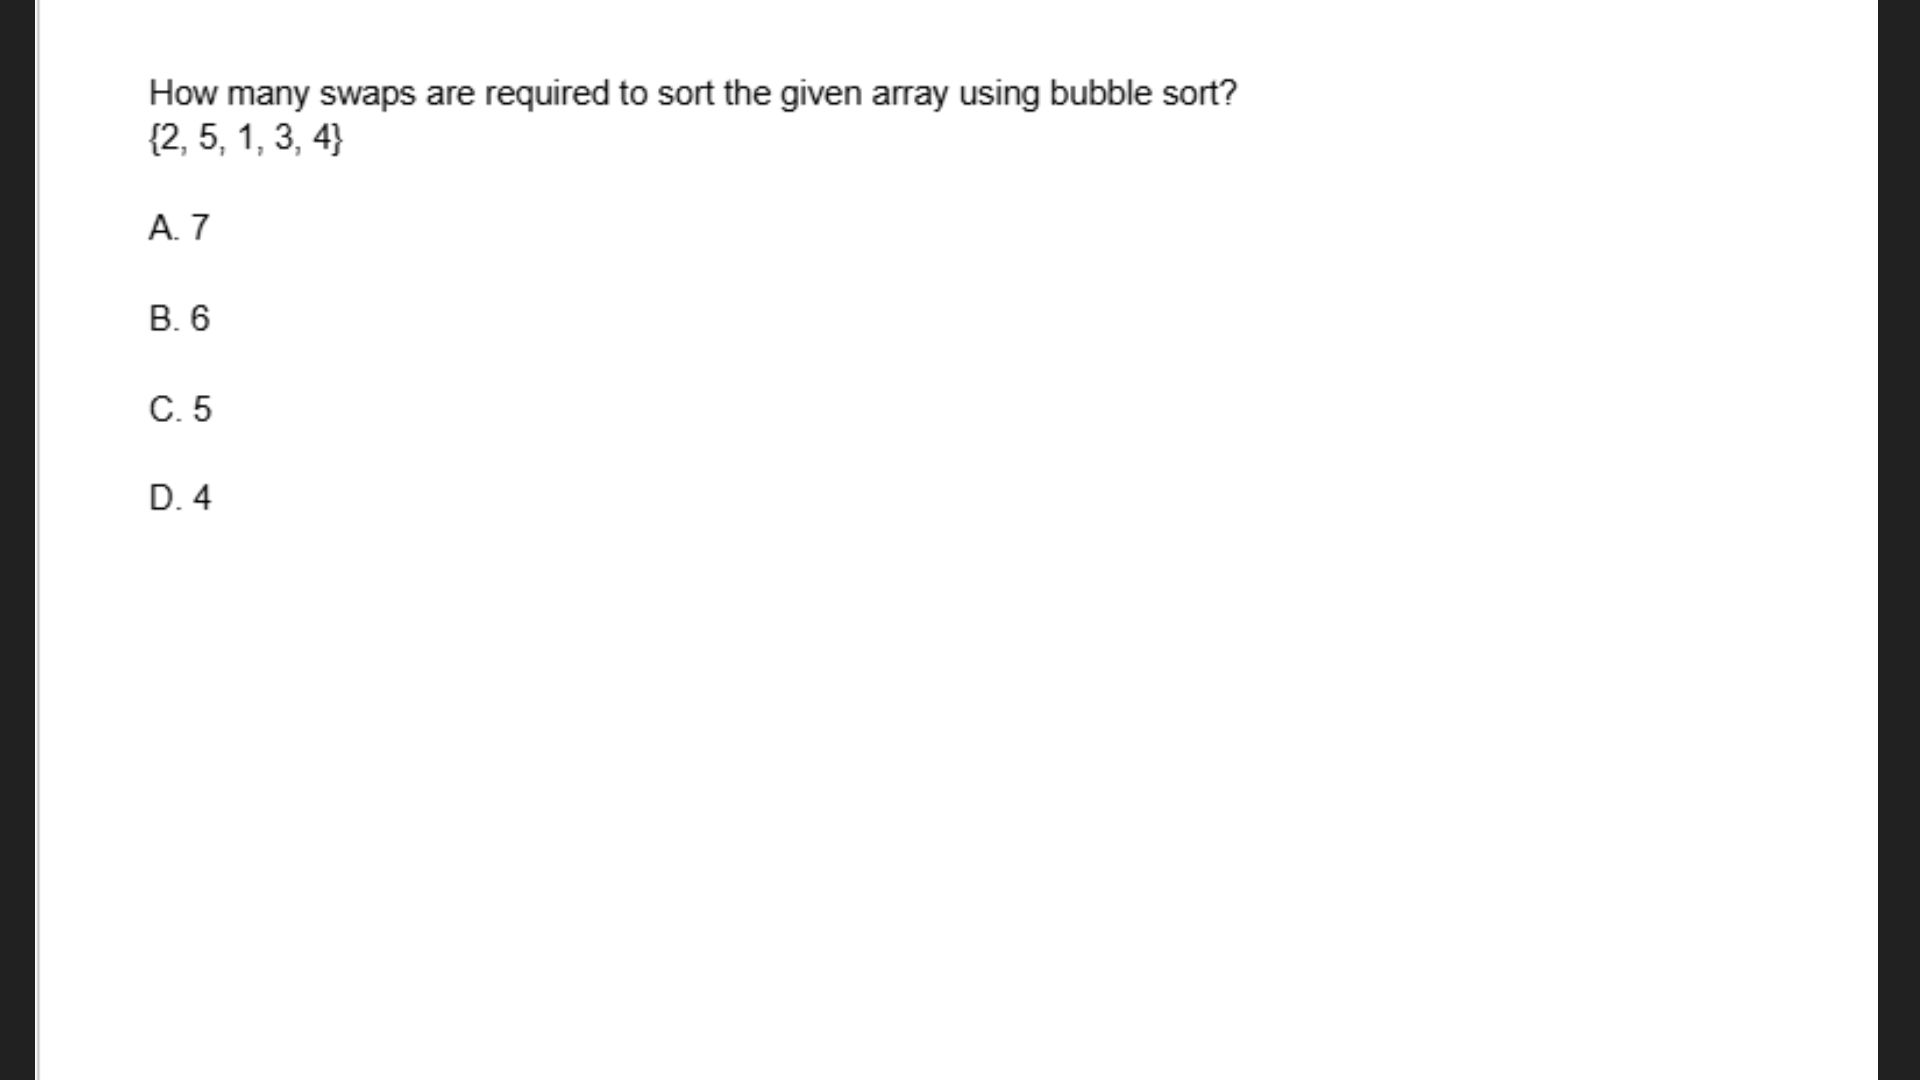 How many swaps are required to sort the given array using bubble sort?
{2, 5, 1, 3, 4}
A. 7
B. 6
C. 5
D. 4